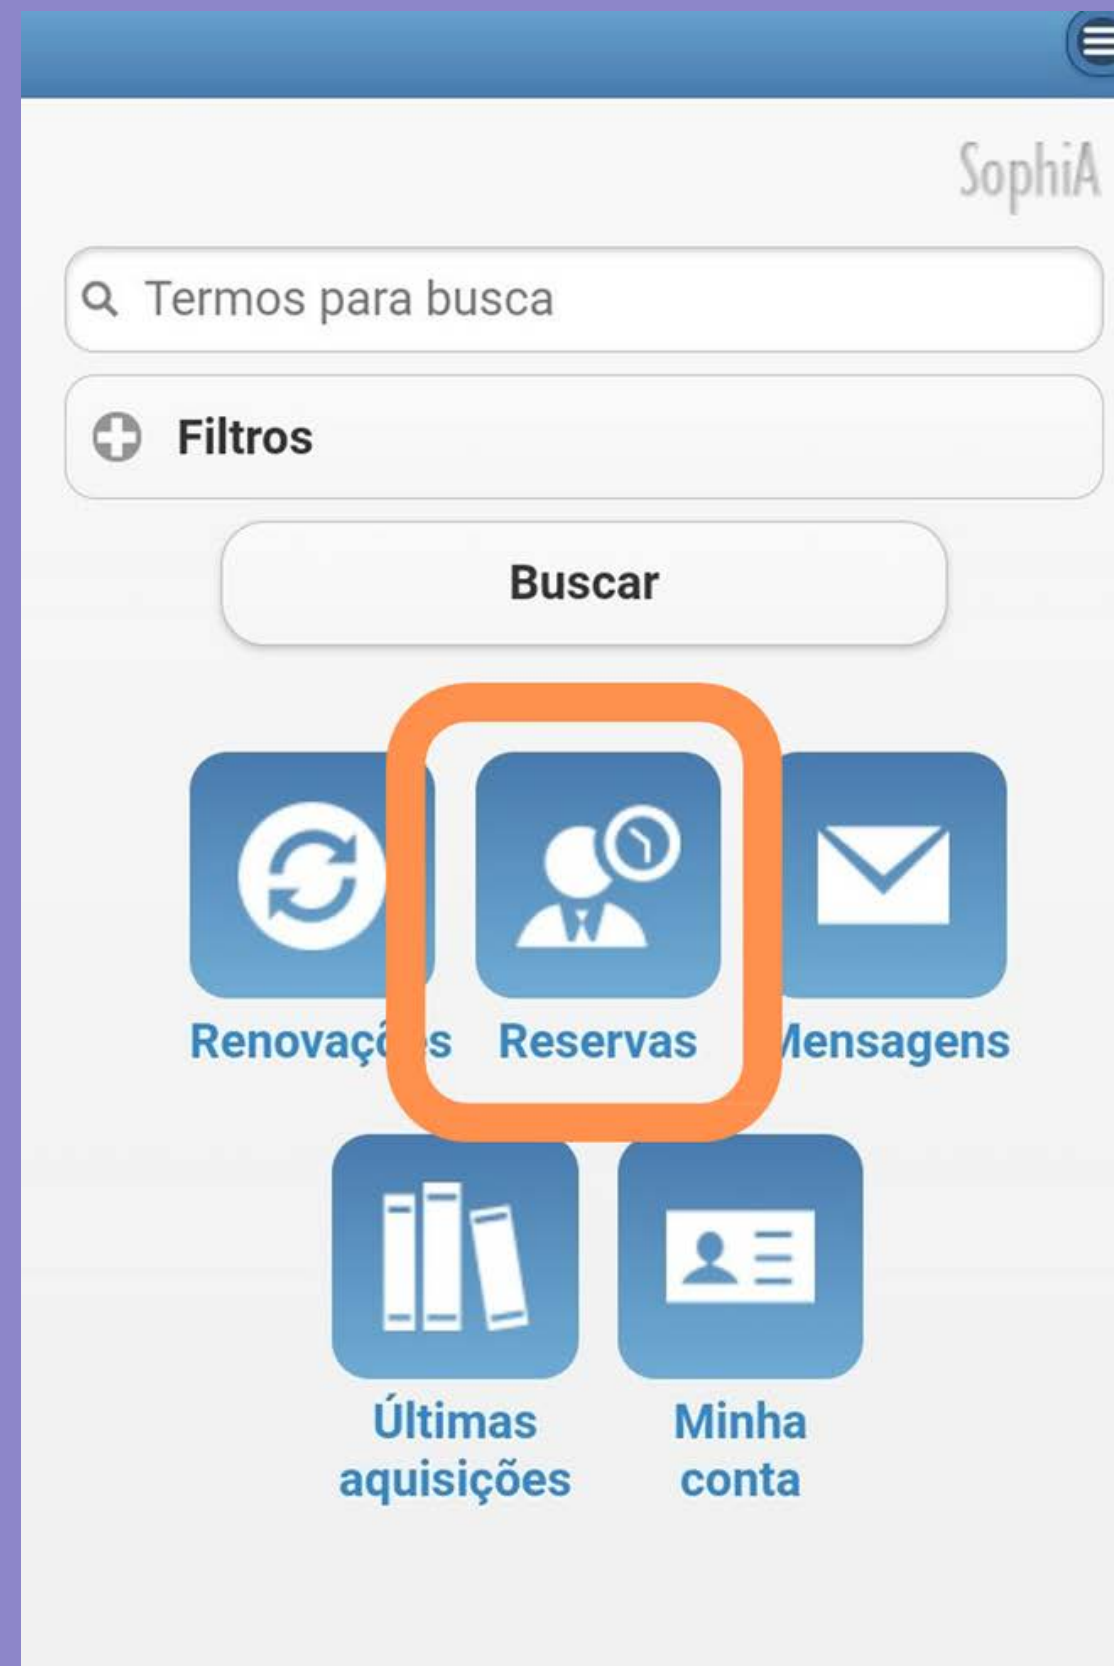 SophiA
Termos para busca
Filtros
Buscar
Reservas
Últimas
Minha
aquisições
conta